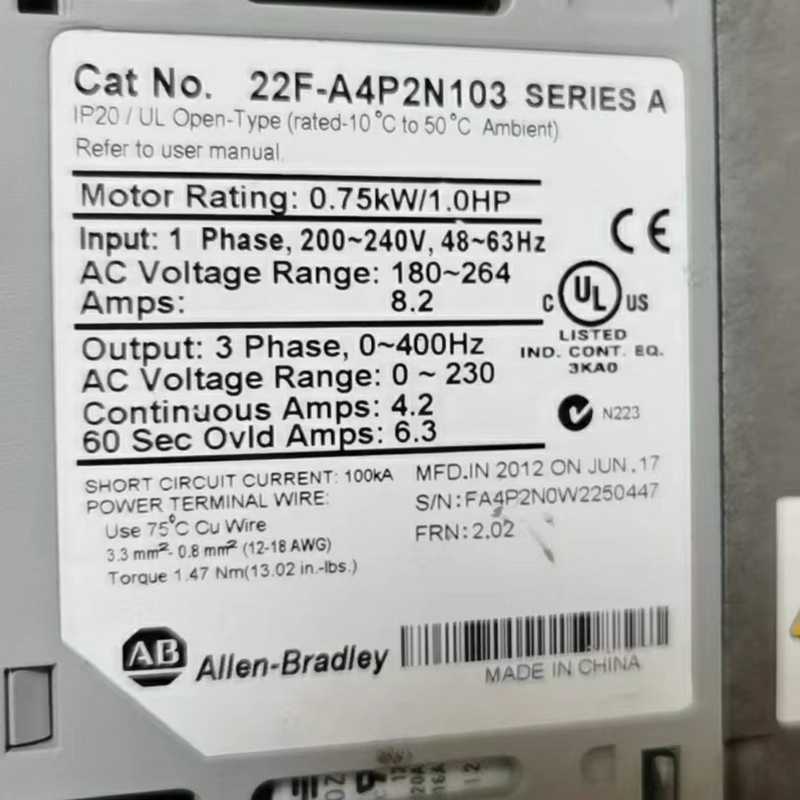 Cat No. 22F-A4P2N103 SERIES A
IP20 / UL Open-Type (rated-10°C to 50°C Ambient)
Refer to user manual.
Motor Rating: 0.75kW/1.0HP
Input: 1 Phase, 200~240V, 48~63Hz
AC Voltage Range: 180~264
Amps: 8.2
CE
C UL US
LISTED
IND. CONT. EQ.
3KA0
Output: 3 Phase, 0~400Hz
AC Voltage Range: 0 ~ 230
Continuous Amps: 4.2
60 Sec Ovld Amps: 6.3
N223
SHORT CIRCUIT CURRENT: 100kA
POWER TERMINAL WIRE:
Use 75°C Cu Wire
3.3 mm²- 0.8 mm² (12-18 AWG)
Torque 1.47 Nm(13.02 in.-lbs.)
MFD.IN 2012 ON JUN.17
S/N:FA4P2N0W2250447
FRN:2.02
AB Allen-Bradley
MADE IN CHINA